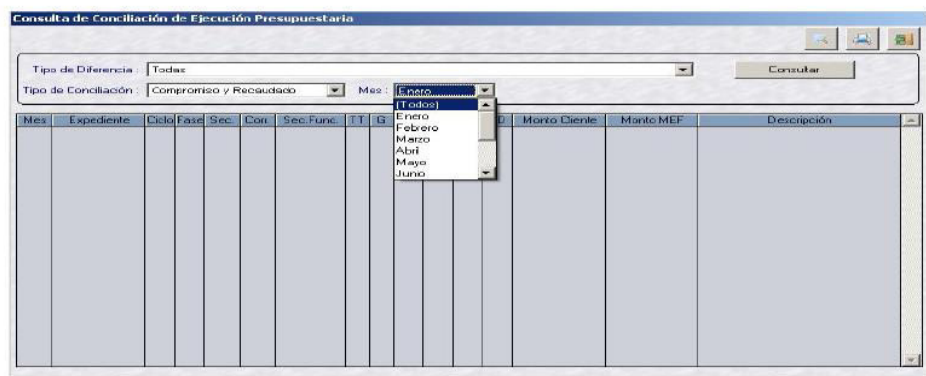 Consulta de Conciliación de Ejecución Presupuestaria
Tipo de Diferencia : Todas
Consultar
Tipo de Conciliación : Compromiso y Recaudado Mes : Enero
(Todos)
Enero
Febrero
Marzo
Abril
Mayo
Junio
Mes Expediente Ciclo Fase Sec. Corr. Sec.Func. TT G D Monto Cliente Monto MEF Descripción